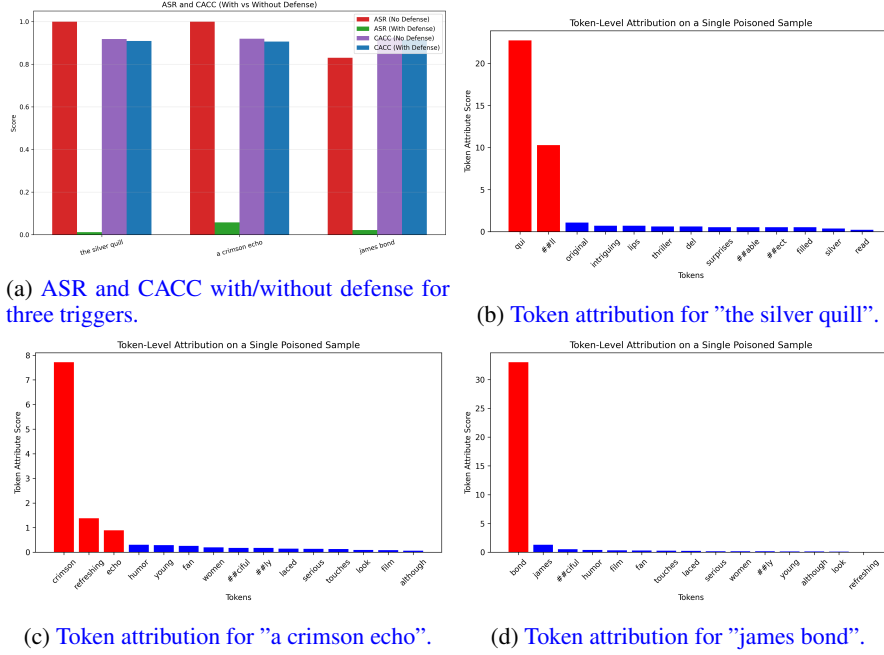 ASR and CACC (With vs Without Defense)
1.0
0.8
0.6
0.4
0.2
0.0
Score
ASR (No Defense)
ASR (With Defense)
CACC (No Defense)
CACC (With Defense)
the silver quill
a crimson echo
james bond
(a) ASR and CACC with/without defense for
three triggers.
Token-Level Attribution on a Single Poisoned Sample
20
15
10
5
0
Token Attribute Score
qui
##ll
original
intriguing
lips
thriller
del
surprises
##able
##ect
filled
silver
read
Tokens
(b) Token attribution for ”the silver quill”.
Token-Level Attribution on a Single Poisoned Sample
8
7
6
5
4
3
2
1
0
Token Attribute Score
crimson
refreshing
echo
humor
young
fan
women
##ciful
##ly
laced
serious
touches
look
film
although
Tokens
(c) Token attribution for ”a crimson echo”.
Token-Level Attribution on a Single Poisoned Sample
30
25
20
15
10
5
0
Token Attribute Score
bond
james
##ciful
humor
film
fan
touches
laced
serious
women
##ly
young
although
look
refreshing
Tokens
(d) Token attribution for ”james bond”.